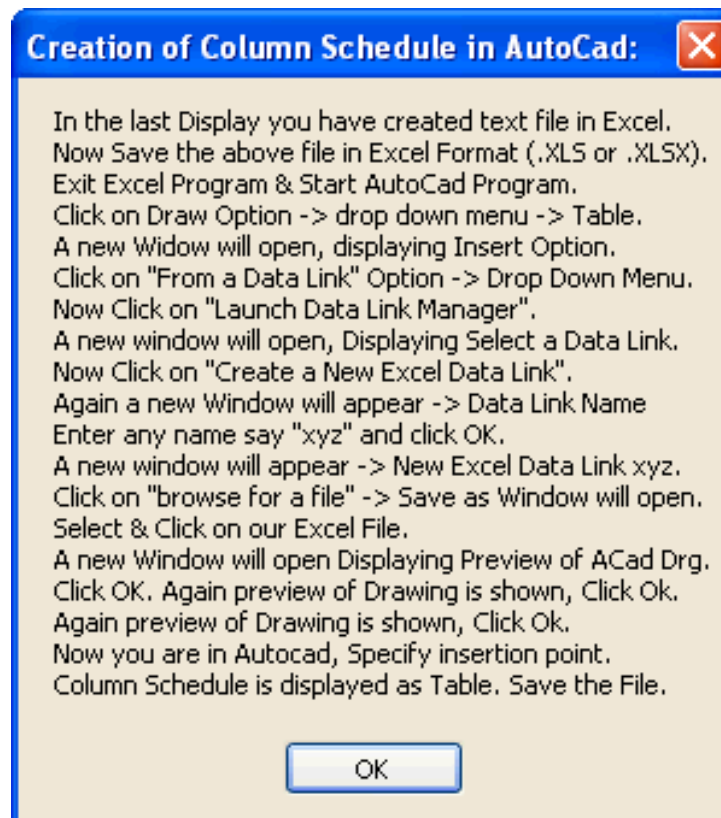 Creation of Column Schedule in AutoCad:
In the last Display you have created text file in Excel.
Now Save the above file in Excel Format (.XLS or .XLSX).
Exit Excel Program & Start AutoCad Program.
Click on Draw Option -> drop down menu -> Table.
A new Widow will open, displaying Insert Option.
Click on "From a Data Link" Option -> Drop Down Menu.
Now Click on "Launch Data Link Manager".
A new window will open, Displaying Select a Data Link.
Now Click on "Create a New Excel Data Link".
Again a new Window will appear -> Data Link Name
Enter any name say "xyz" and click OK.
A new window will appear -> New Excel Data Link xyz.
Click on "browse for a file" -> Save as Window will open.
Select & Click on our Excel File.
A new Window will open Displaying Preview of ACad Drg.
Click OK. Again preview of Drawing is shown, Click Ok.
Again preview of Drawing is shown, Click Ok.
Now you are in Autocad, Specify insertion point.
Column Schedule is displayed as Table. Save the File.
OK